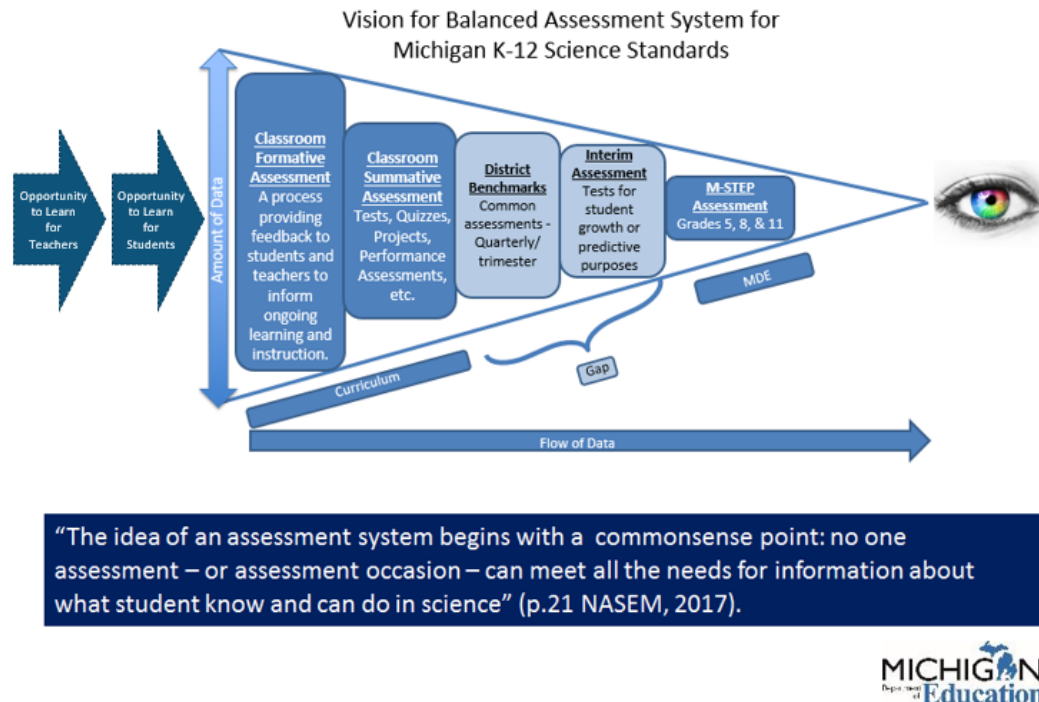 Vision for Balanced Assessment System for
Michigan K-12 Science Standards
Opportunity
to Learn
for
Teachers
Opportunity
to Learn
for
Students
Amount of Data
Classroom
Formative
Assessment
A process
providing
feedback to
students and
teachers to
inform
ongoing
learning and
instruction.
Classroom
Summative
Assessment
Tests, Quizzes,
Projects,
Performance
Assessments,
etc.
District
Benchmarks
Common
assessments -
Quarterly/
trimester
Interim
Assessment
Tests for
student
growth or
predictive
purposes
M-STEP
Assessment
Grades 5, 8, & 11
Curriculum
Gap
MDE
Flow of Data
“The idea of an assessment system begins with a commonsense point: no one
assessment – or assessment occasion – can meet all the needs for information about
what student know and can do in science” (p.21 NASEM, 2017).
MICHIGAN
Department
of Education